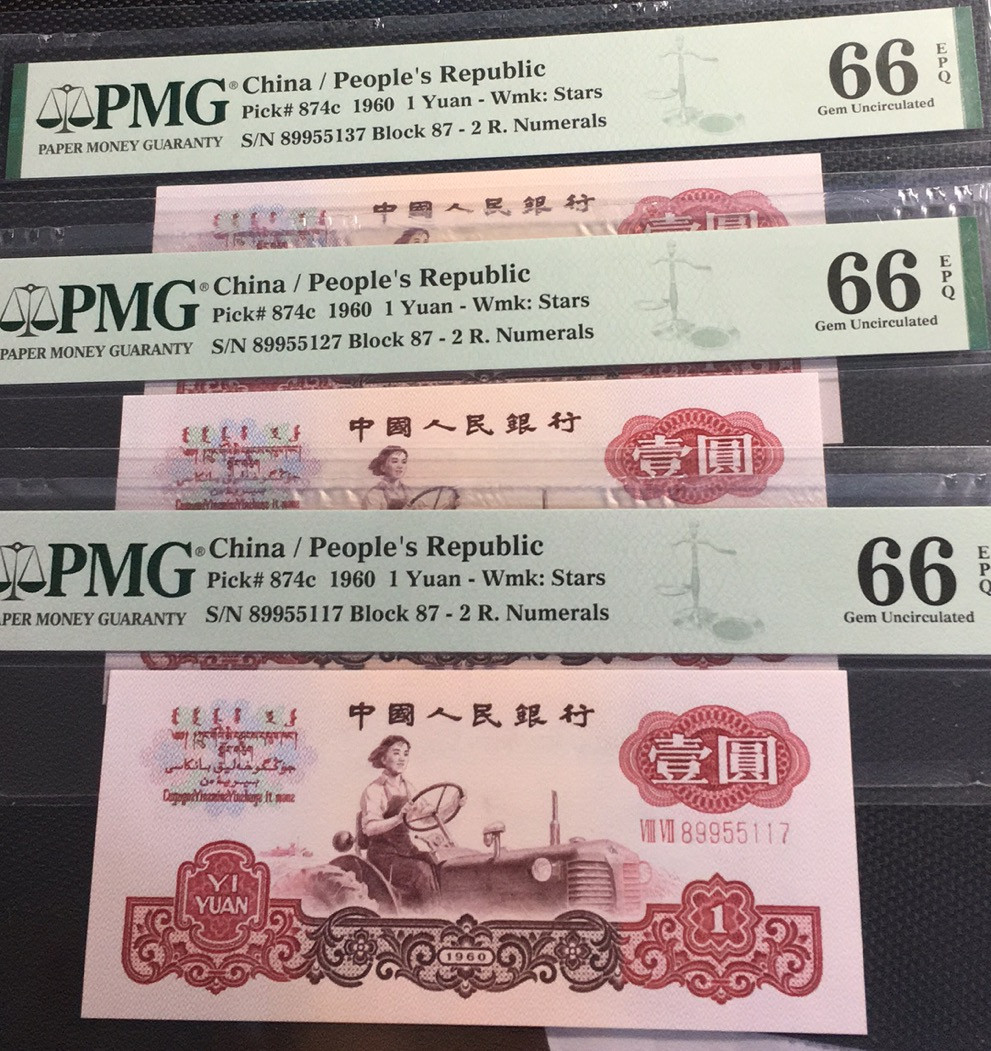 PMG® China / People's Republic
Pick# 874c 1960 1 Yuan - Wmk: Stars
PAPER MONEY GUARANTY S/N 89955137 Block 87 - 2 R. Numerals
66 EPQ
Gem Uncirculated
中國人民銀行
壹圓
PMG® China / People's Republic
Pick# 874c 1960 1 Yuan - Wmk: Stars
PAPER MONEY GUARANTY S/N 89955127 Block 87 - 2 R. Numerals
66 EPQ
Gem Uncirculated
中國人民銀行
壹圓
PMG® China / People's Republic
Pick# 874c 1960 1 Yuan - Wmk: Stars
PER MONEY GUARANTY S/N 89955117 Block 87 - 2 R. Numerals
66 EPQ
Gem Uncirculated
中國人民銀行
壹圓
VIII VII 89955117
YI
YUAN
1
1960